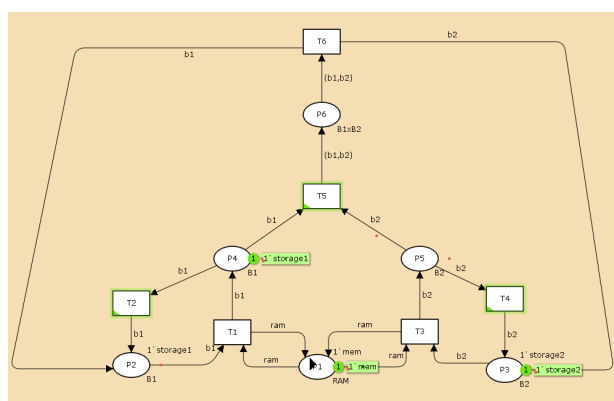 T6
b1
b2
(b1,b2)
P6
B1xB2
(b1,b2)
T5
b1
b2
P4
1
1`storage1
B1
P5
B2
b1
b2
T2
T4
b1
b2
b1
b2
T1
ram
ram
T3
1`storage1
b1
1`mem
1`storage2
P2
ram
P1
1
1`mem
ram
b2
P3
1
1`storage2
B1
RAM
B2